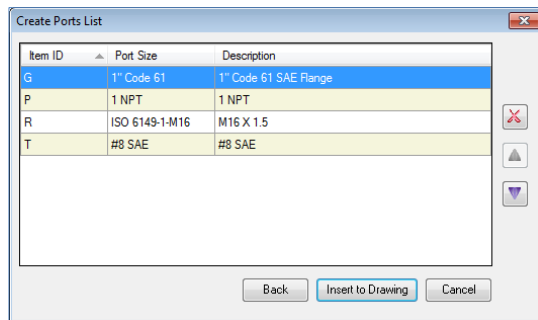 Create Ports List
Item ID Port Size Description
G 1" Code 61 1" Code 61 SAE Flange
P 1 NPT 1 NPT
R ISO 6149-1-M16 M16 X 1.5
T #8 SAE #8 SAE
Back Insert to Drawing Cancel